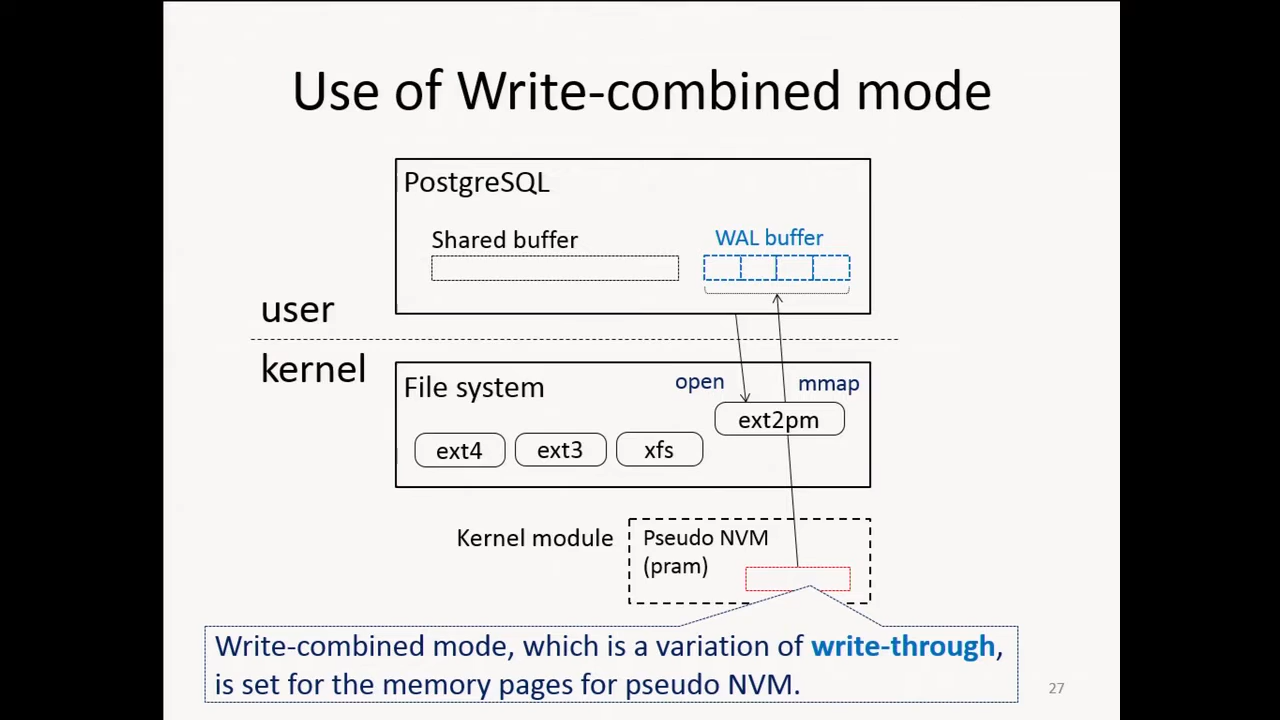 Use of Write-combined mode
PostgreSQL
Shared buffer
WAL buffer
user
kernel
File system
open
mmap
ext2pm
ext4
ext3
xfs
Kernel module
Pseudo NVM
(pram)
Write-combined mode, which is a variation of write-through,
is set for the memory pages for pseudo NVM.
27